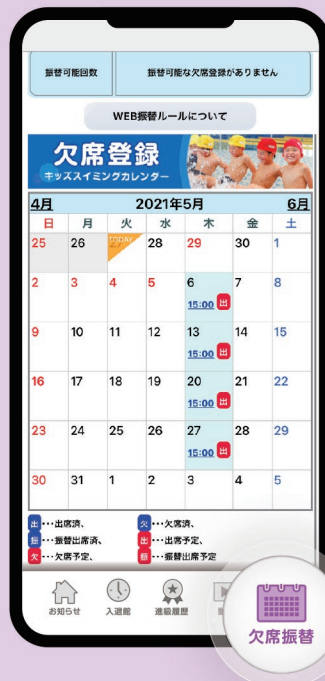 振替可能回数 振替可能な欠席登録がありません
WEB振替ルールについて
欠席登録
キッズスイミングカレンダー
4月 2021年5月 6月
日 月 火 水 木 金 土
25 26 27 TODAY 28 29 30 1
2 3 4 5 6 7 8
15:00 出
9 10 11 12 13 14 15
15:00 出
16 17 18 19 20 21 22
15:00 出
23 24 25 26 27 28 29
15:00 出
30 31 1 2 3 4 5
出・・・出席済、 欠・・・欠席済、
振・・・振替出席済、 出・・・出席予定、
欠・・・欠席予定、 振・・・振替出席予定
お知らせ 入退館 進級履歴
欠席振替